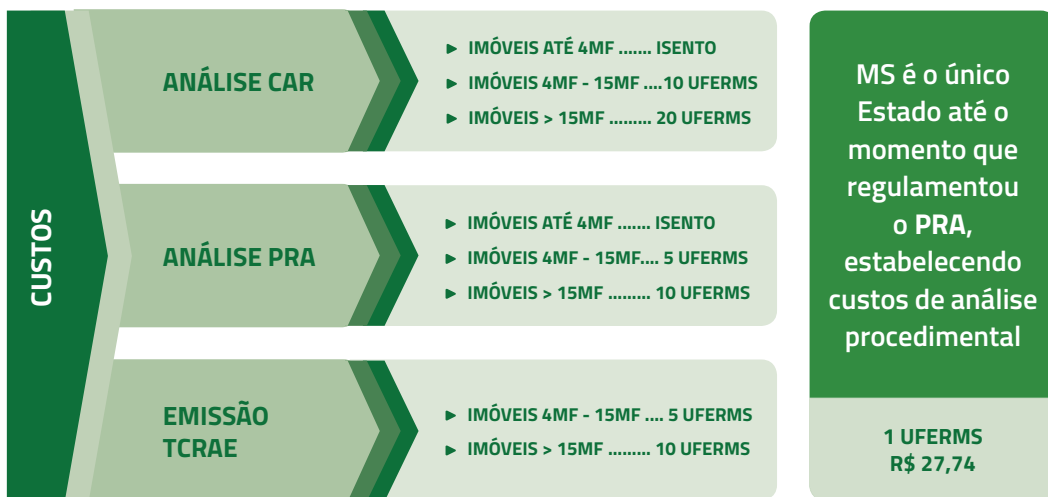 CUSTOS
ANÁLISE CAR
▶ IMÓVEIS ATÉ 4MF ....... ISENTO
▶ IMÓVEIS 4MF - 15MF ....10 UFERMS
▶ IMÓVEIS > 15MF ......... 20 UFERMS
ANÁLISE PRA
▶ IMÓVEIS ATÉ 4MF ....... ISENTO
▶ IMÓVEIS 4MF - 15MF.... 5 UFERMS
▶ IMÓVEIS > 15MF ......... 10 UFERMS
EMISSÃO
TCRAE
▶ IMÓVEIS 4MF - 15MF .... 5 UFERMS
▶ IMÓVEIS > 15MF ......... 10 UFERMS
MS é o único
Estado até o
momento que
regulamentou
o PRA,
estabelecendo
custos de análise
procedimental
1 UFERMS
R$ 27,74